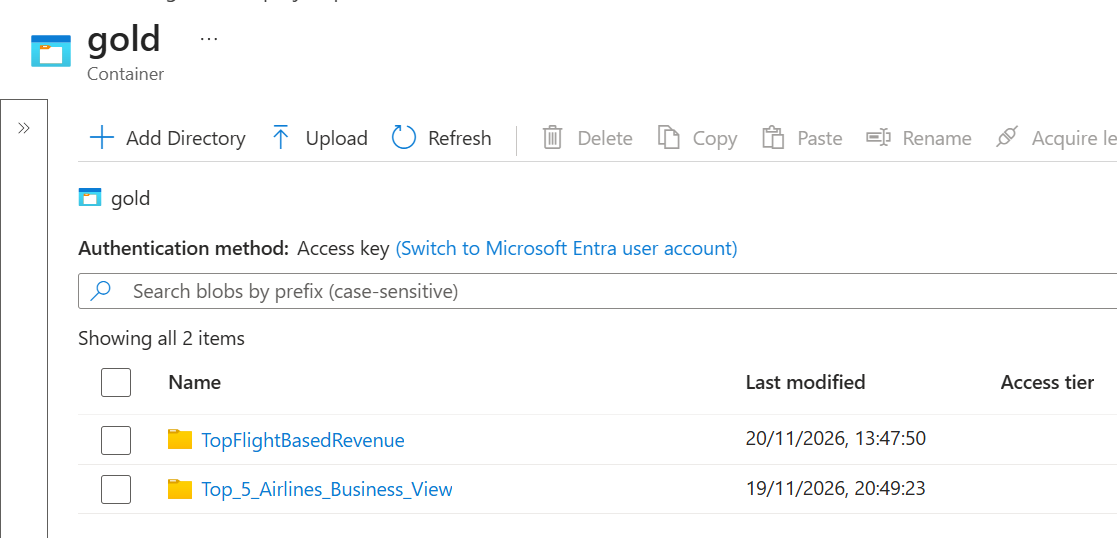 gold ...
Container
Add Directory Upload Refresh Delete Copy Paste Rename Acquire le
gold
Authentication method: Access key (Switch to Microsoft Entra user account)
Search blobs by prefix (case-sensitive)
Showing all 2 items
Name Last modified Access tier
TopFlightBasedRevenue 20/11/2026, 13:47:50
Top_5_Airlines_Business_View 19/11/2026, 20:49:23